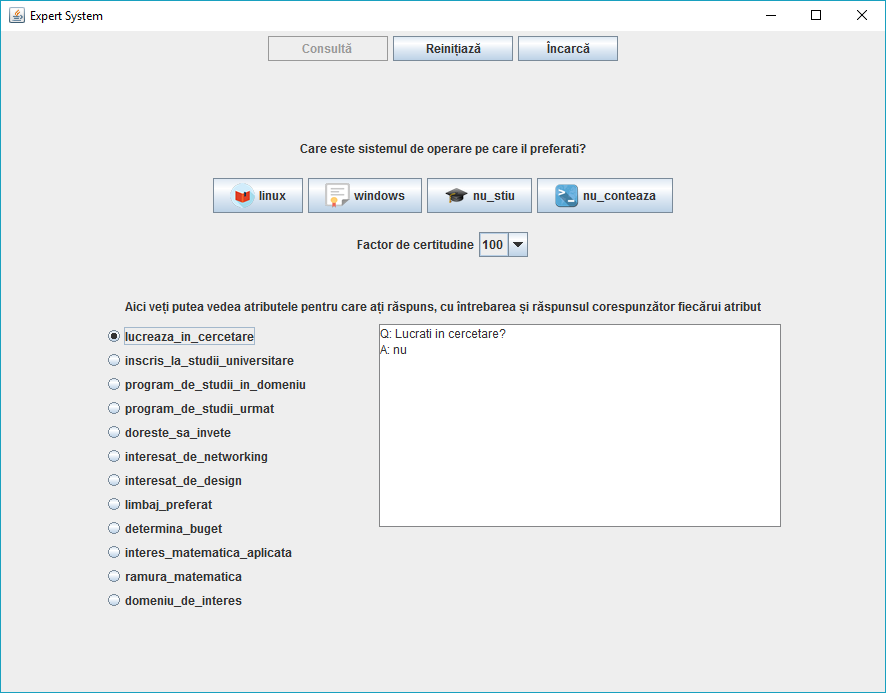 Expert System
Consultă Reinițiază Încarcă
Care este sistemul de operare pe care il preferati?
linux windows nu_stiu nu_conteaza
Factor de certitudine 100
Aici veți putea vedea atributele pentru care ați răspuns, cu întrebarea și răspunsul corespunzător fiecărui atribut
lucreaza_in_cercetare
inscris_la_studii_universitare
program_de_studii_in_domeniu
program_de_studii_urmat
doreste_sa_invete
interesat_de_networking
interesat_de_design
limbaj_preferat
determina_buget
interes_matematica_aplicata
ramura_matematica
domeniu_de_interes
Q: Lucrati in cercetare?
A: nu